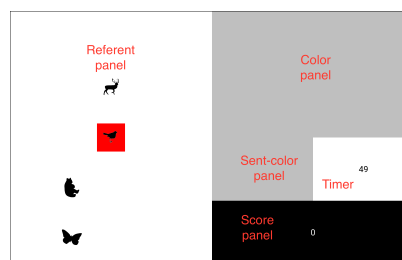 Referent
panel
Color
panel
Sent-color
panel
49
Timer
Score
panel
0